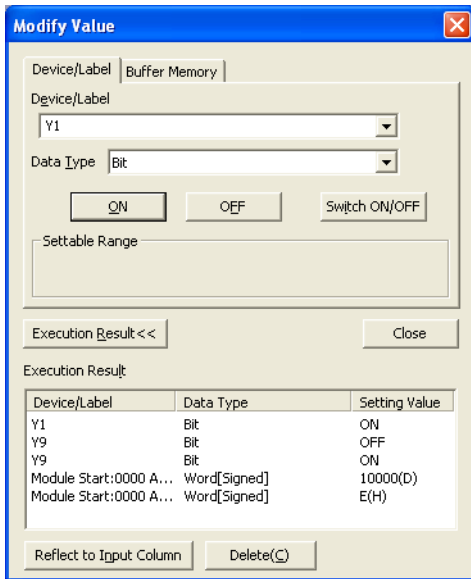 Modify Value
Device/Label Buffer Memory
Device/Label
Y1
Data Type Bit
ON OFF Switch ON/OFF
Settable Range
Execution Result<< Close
Execution Result
Device/Label Data Type Setting Value
Y1 Bit ON
Y9 Bit OFF
Y9 Bit ON
Module Start:0000 A... Word[Signed] 10000(D)
Module Start:0000 A... Word[Signed] E(H)
Reflect to Input Column Delete(C)